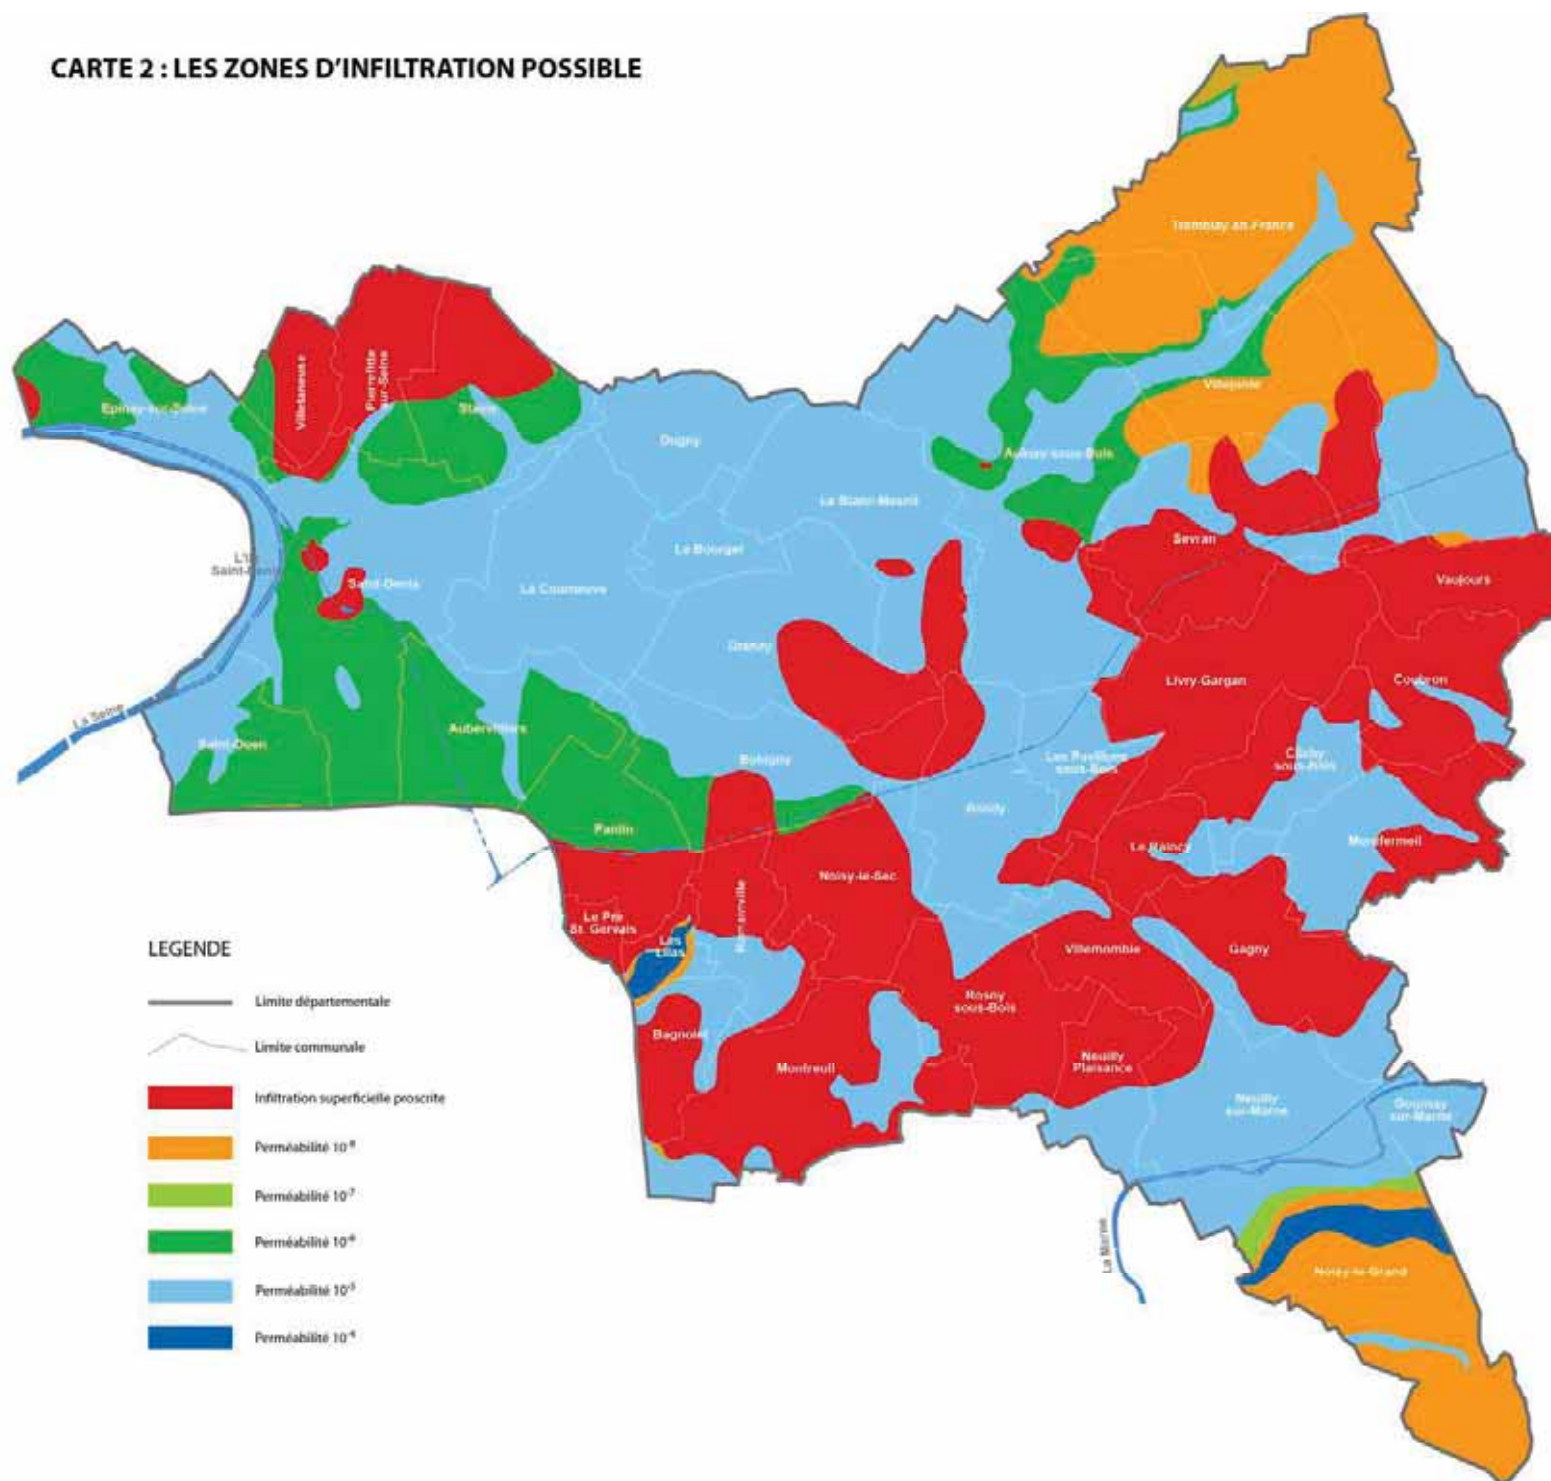 CARTE 2 : LES ZONES D'INFILTRATION POSSIBLE
Tremblay-en-France
Villetaneuse
Pierrefitte
sur-Seine
Epinay-sur-Seine
Stains
Villepinte
Dugny
Aulnay-sous-Bois
Le Blanc-Mesnil
Le Bourget
Sevran
L'Ile
Saint-Denis
Saint-Denis
La Courneuve
Vaujours
Drancy
Livry-Gargan
Coubron
La Seine
Saint-Ouen
Aubervilliers
Bobigny
Les Pavillons
sous-Bois
Clichy
sous-Bois
Bondy
Pantin
Le Raincy
Montfermeil
Noisy-le-Sec
Romainville
Le Pré
St. Gervais
Les
Lilas
Villemomble
Gagny
Rosny
sous-Bois
Bagnolet
Montreuil
Neuilly
Plaisance
Neuilly
sur-Marne
Gournay
sur-Marne
La Marne
Noisy-le-Grand
LEGENDE
Limite départementale
Limite communale
Infiltration superficielle proscrite
Perméabilité 10⁻⁸
Perméabilité 10⁻⁷
Perméabilité 10⁻⁶
Perméabilité 10⁻⁵
Perméabilité 10⁻⁴